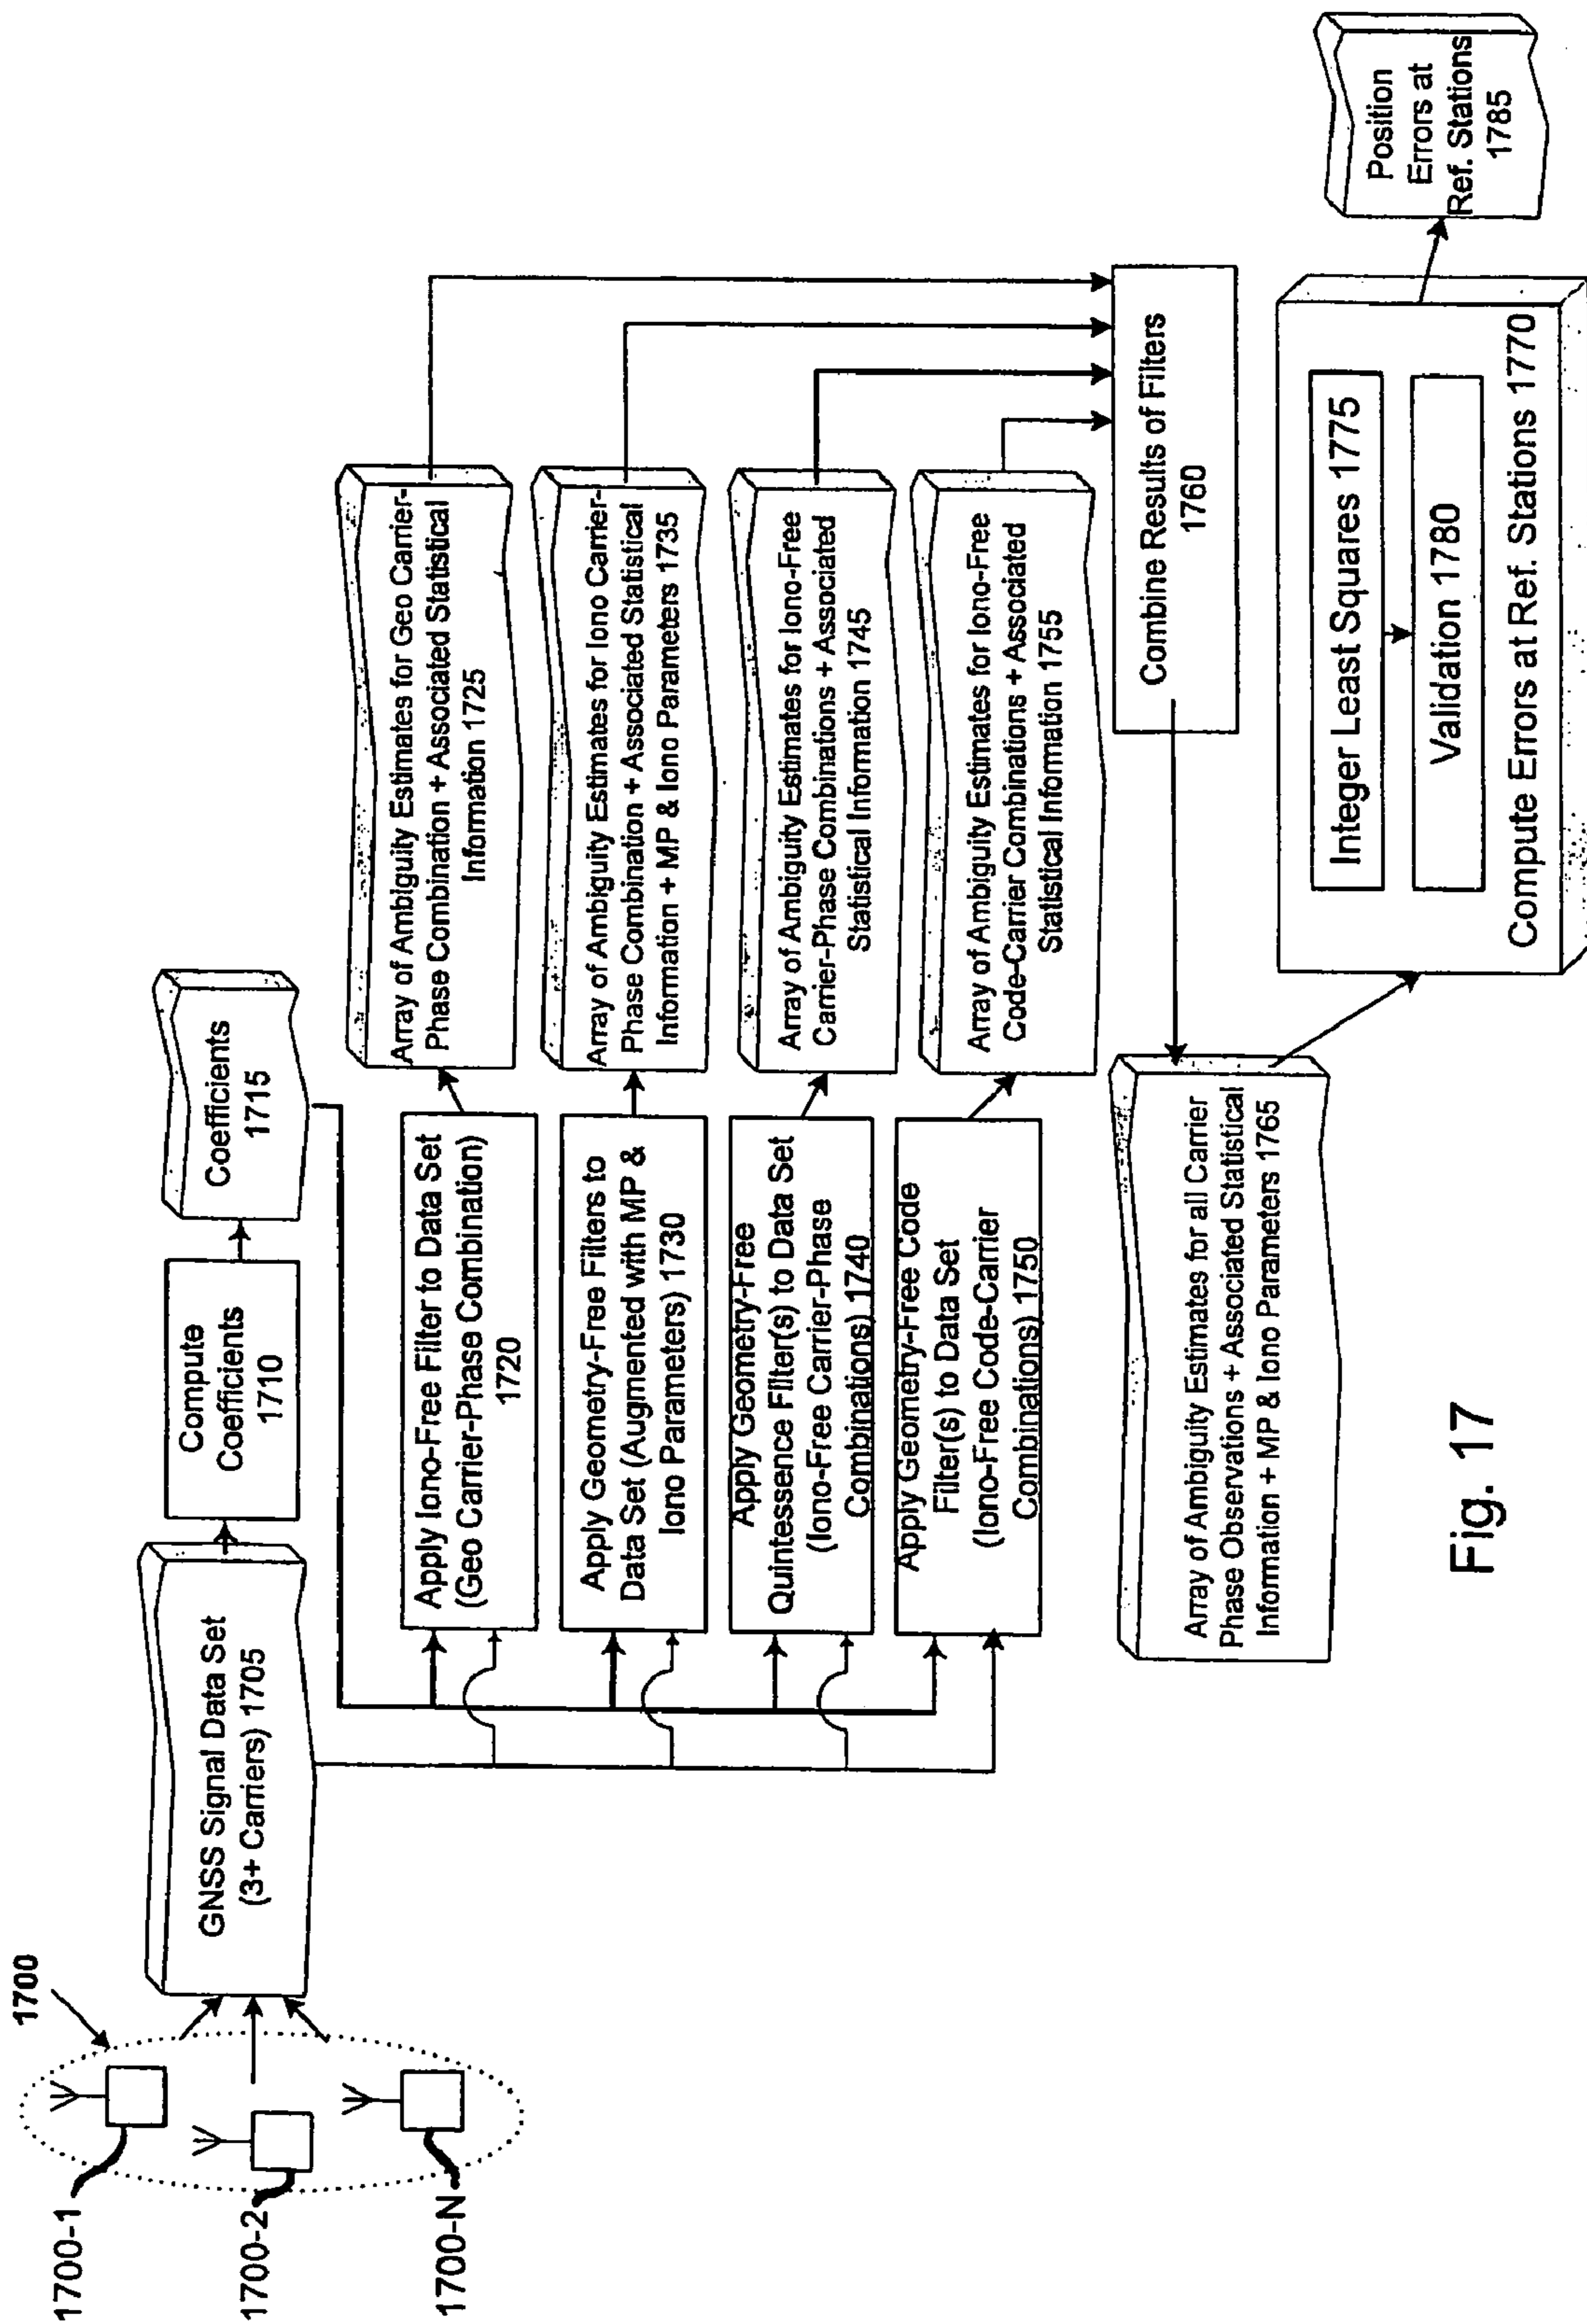 1700
1700-1
1700-2
1700-N
GNSS Signal Data Set
(3+ Carriers) 1705
Compute
Coefficients
1710
Coefficients
1715
Apply Iono-Free Filter to Data Set
(Geo Carrier-Phase Combination)
1720
Array of Ambiguity Estimates for Geo Carrier-
Phase Combination + Associated Statistical
Information 1725
Apply Geometry-Free Filters to
Data Set (Augmented with MP &
Iono Parameters) 1730
Array of Ambiguity Estimates for Iono Carrier-
Phase Combination + Associated Statistical
Information + MP & Iono Parameters 1735
Apply Geometry-Free
Quintessence Filter(s) to Data Set
(Iono-Free Carrier-Phase
Combinations) 1740
Array of Ambiguity Estimates for Iono-Free
Carrier-Phase Combinations + Associated
Statistical Information 1745
Apply Geometry-Free Code
Filter(s) to Data Set
(Iono-Free Code-Carrier
Combinations) 1750
Array of Ambiguity Estimates for Iono-Free
Code-Carrier Combinations + Associated
Statistical Information 1755
Combine Results of Filters
1760
Array of Ambiguity Estimates for all Carrier
Phase Observations + Associated Statistical
Information + MP & Iono Parameters 1765
Integer Least Squares 1775
Validation 1780
Compute Errors at Ref. Stations 1770
Position
Errors at
Ref. Stations
1785
Fig. 17